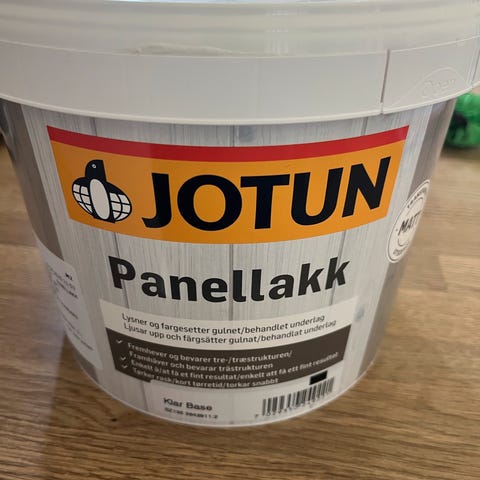 Open
JOTUN
MATT
Panellakk
Lysner og fargesetter gulnet/behandlet underlag
Ljusar upp och färgsätter gulnat/behandlat underlag
Fremhever og bevarer tre-/træstrukturen/
Framhäver och bevarar trästrukturen
Enkelt å/at få et fint resultat/enkelt att få ett fint resultat
Tørker rask/kort tørretid/torkar snabbt
Klar Base